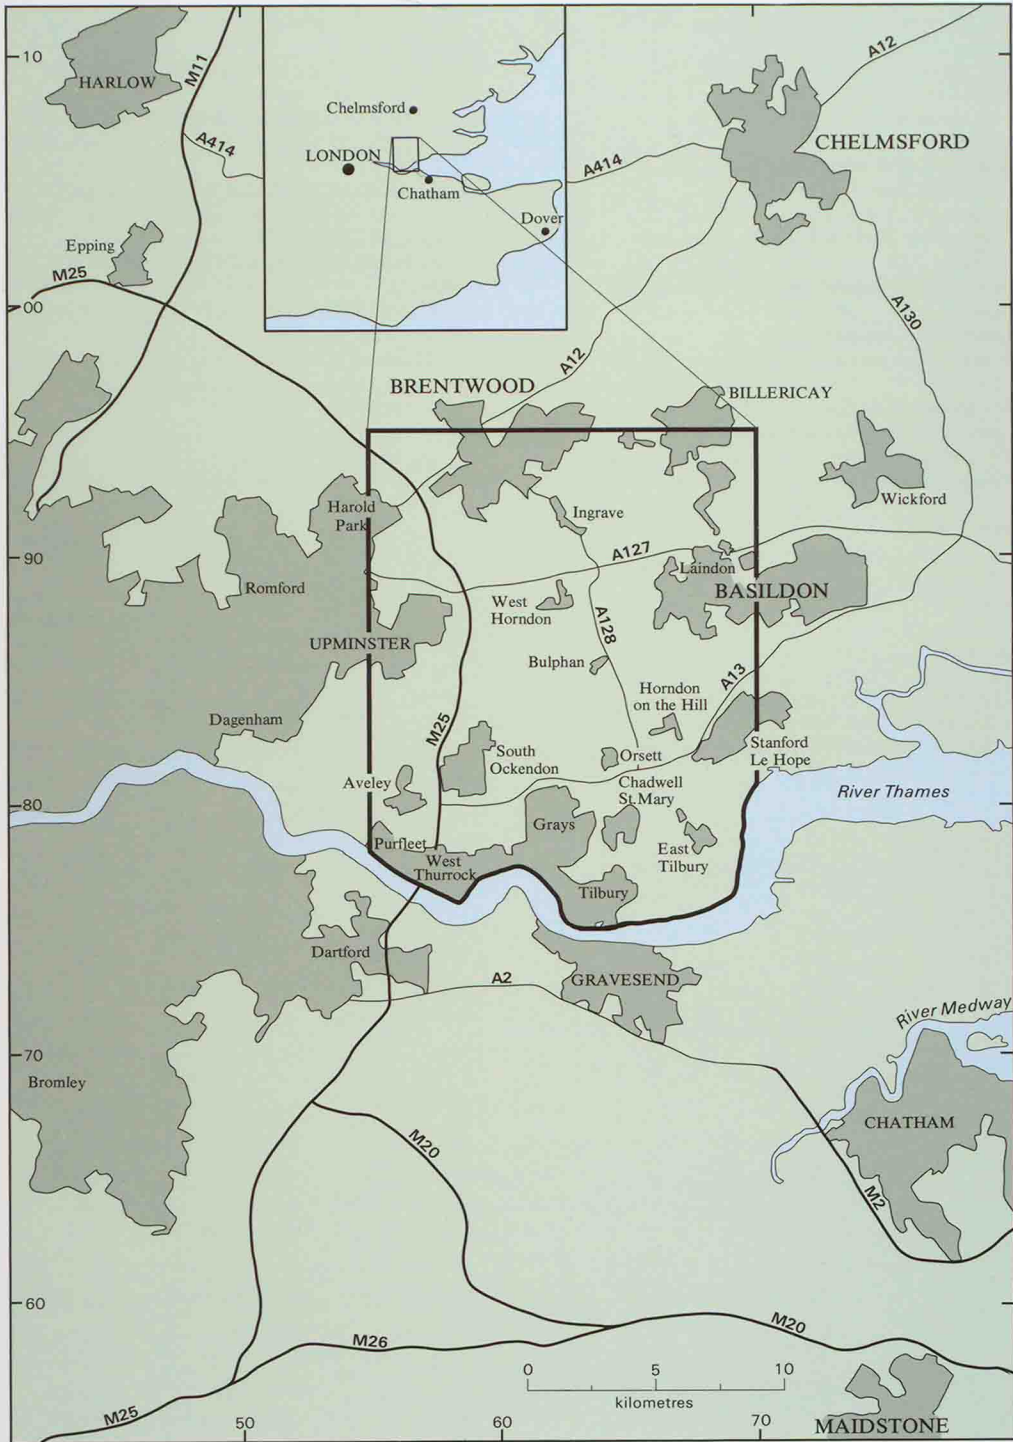 10
HARLOW
M11
A414
Chelmsford
LONDON
Chatham
Dover
A12
CHELMSFORD
A414
Epping
M25
00
A130
A12
BRENTWOOD
BILLERICAY
Harold
Park
Ingrave
Wickford
90
A127
Laindon
Romford
West
Horndon
BASILDON
A128
UPMINSTER
Bulphan
A13
Horndon
on the Hill
Dagenham
M25
South
Ockendon
Orsett
Stanford
Le Hope
Aveley
Chadwell
St.Mary
River Thames
80
Purfleet
West
Thurrock
Grays
East
Tilbury
Tilbury
Dartford
A2
GRAVESEND
River Medway
70
Bromley
CHATHAM
M20
M2
60
M26
M20
0 5 10
kilometres
M25
50 60 70
MAIDSTONE